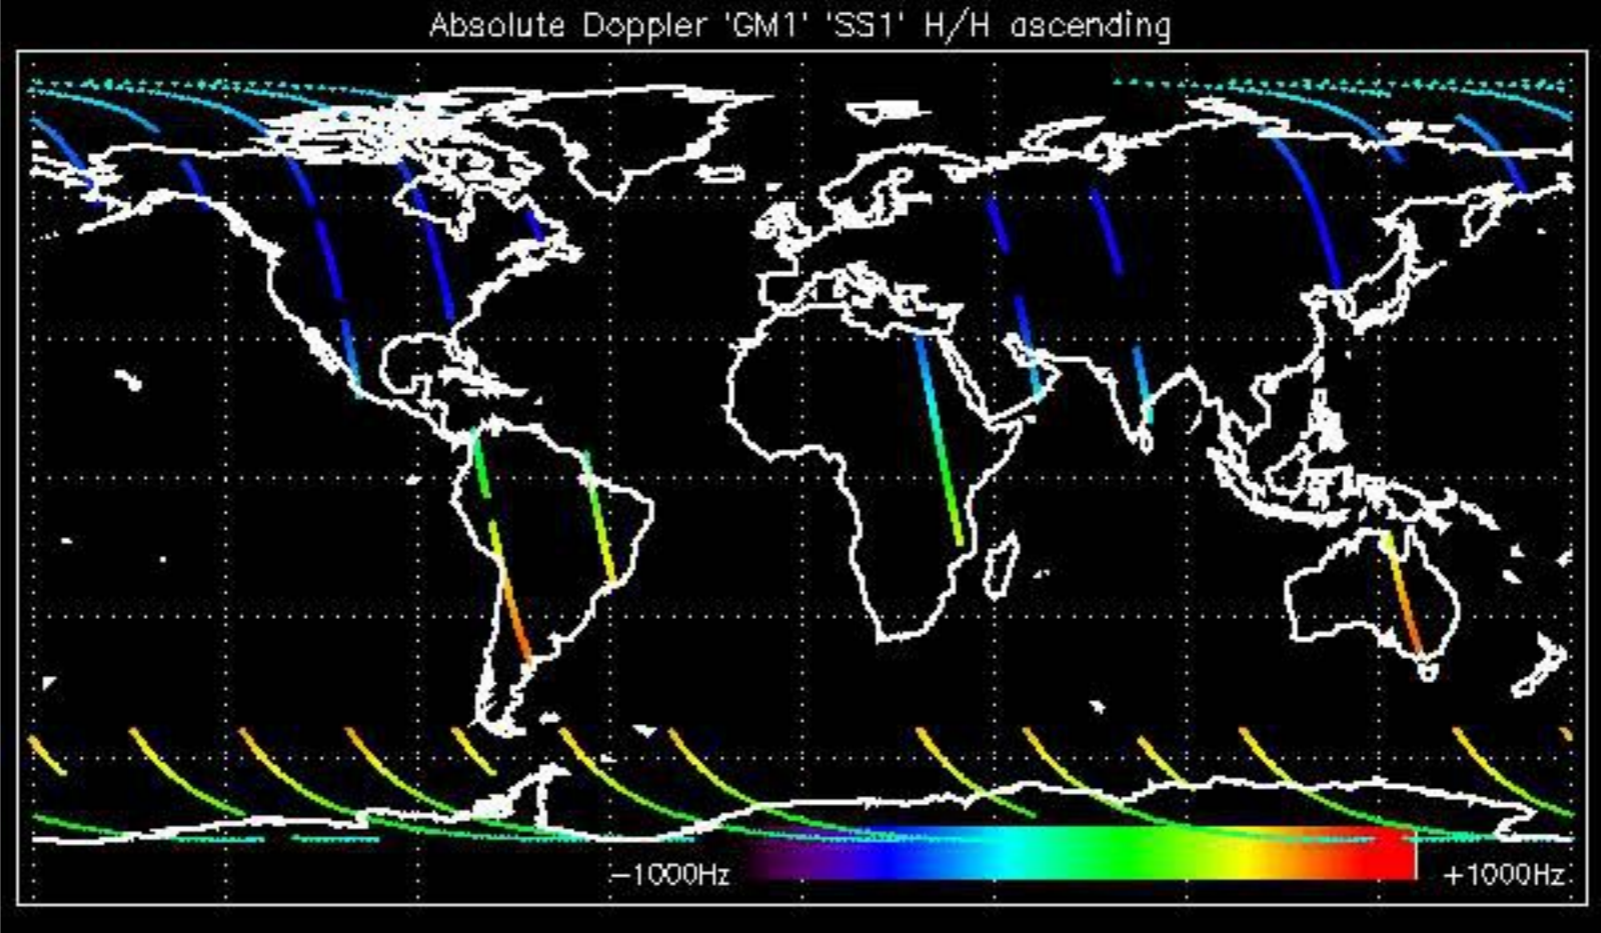 Absolute Doppler 'GM1' 'SS1' H/H ascending
-1000Hz +1000Hz